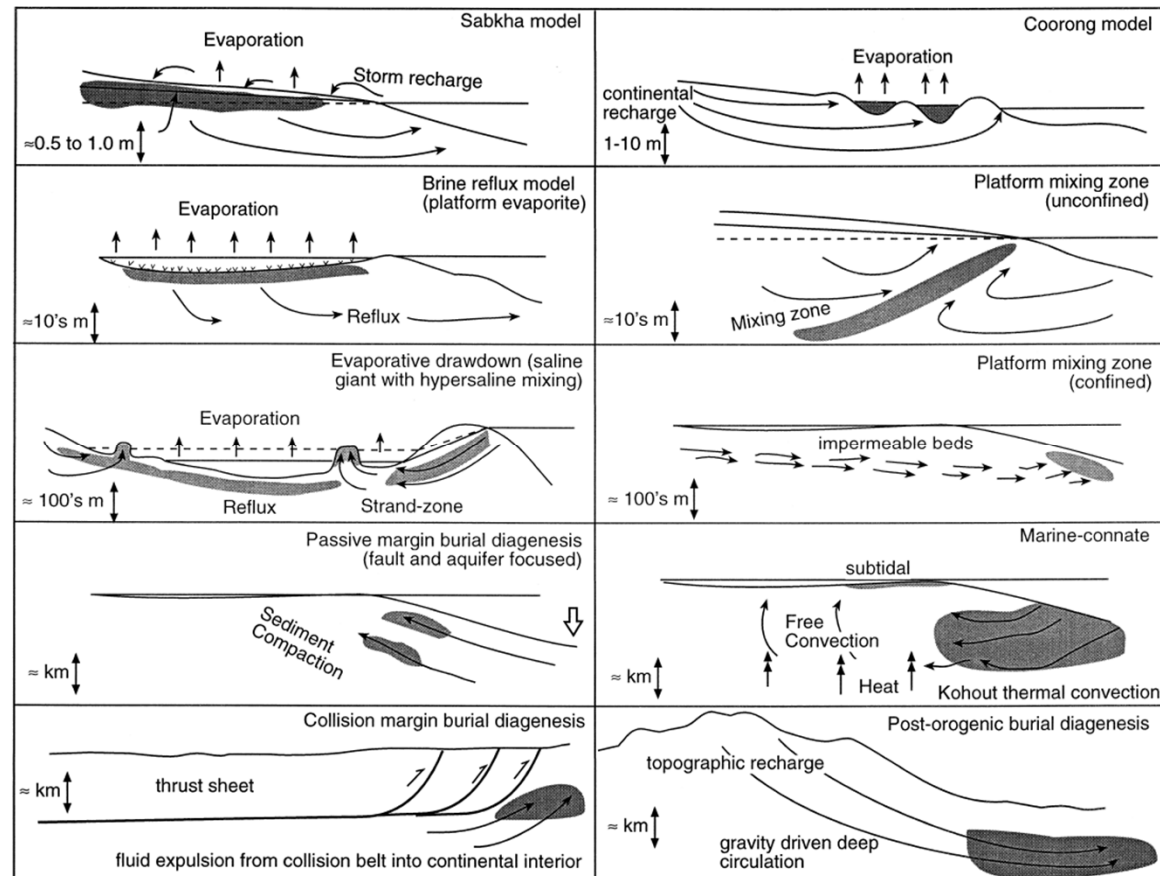 Sabkha model
Evaporation
Storm recharge
≈0.5 to 1.0 m
Coorong model
Evaporation
continental
recharge
1-10 m
Brine reflux model
(platform evaporite)
Evaporation
≈10's m
Reflux
Platform mixing zone
(unconfined)
≈10's m
Mixing zone
Evaporative drawdown (saline
giant with hypersaline mixing)
Evaporation
≈ 100's m
Reflux
Strand-zone
Platform mixing zone
(confined)
impermeable beds
≈ 100's m
Passive margin burial diagenesis
(fault and aquifer focused)
Sediment
Compaction
≈ km
Marine-connate
subtidal
Free
Convection
≈ km
Heat
Kohout thermal convection
Collision margin burial diagenesis
thrust sheet
≈ km
fluid expulsion from collision belt into continental interior
Post-orogenic burial diagenesis
topographic recharge
≈ km
gravity driven deep
circulation